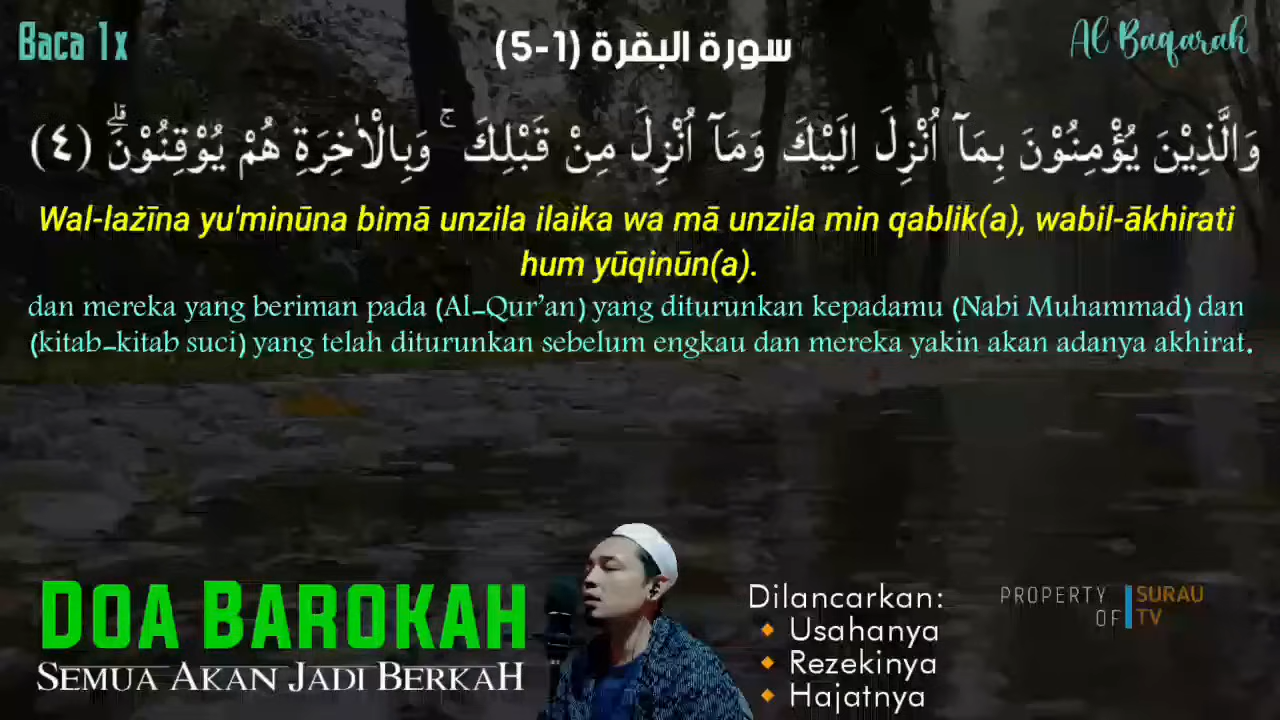 Baca 1x
سورة البقرة (1-5)
Al Baqarah
وَالَّذِيْنَ يُؤْمِنُوْنَ بِمَآ اُنْزِلَ اِلَيْكَ وَمَآ اُنْزِلَ مِنْ قَبْلِكَ ۚ وَبِالْاٰخِرَةِ هُمْ يُوْقِنُوْنَۗ (٤)
Wal-lażīna yu'minūna bimā unzila ilaika wa mā unzila min qablik(a), wabil-ākhirati
hum yūqinūn(a).
dan mereka yang beriman pada (Al-Qur’an) yang diturunkan kepadamu (Nabi Muhammad) dan
(kitab-kitab suci) yang telah diturunkan sebelum engkau dan mereka yakin akan adanya akhirat.
DOA BAROKAH
SEMUA AKAN JADI BERKAH
Dilancarkan:
🔸 Usahanya
🔸 Rezekinya
🔸 Hajatnya
PROPERTY OF
SURAU TV